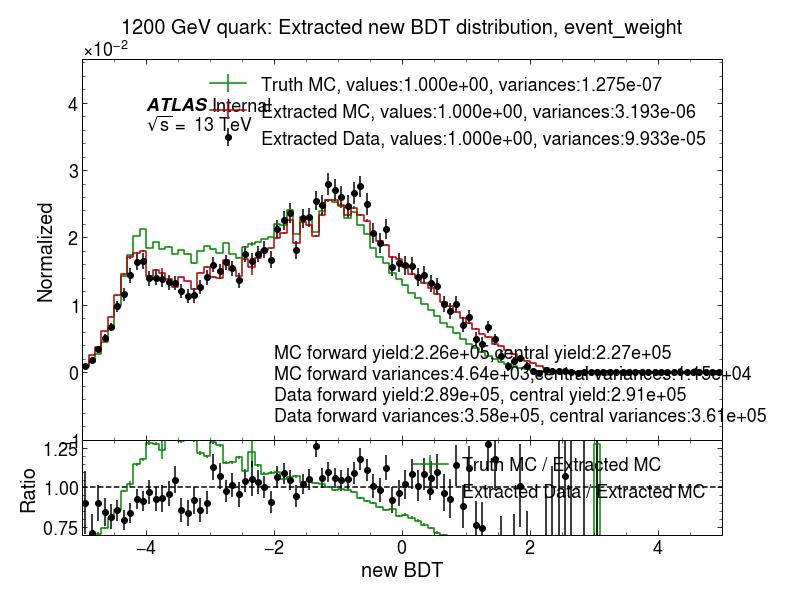 1200 GeV quark: Extracted new BDT distribution, event_weight
×10⁻²
Truth MC, values:1.000e+00, variances:1.275e-07
ATLAS Internal
Extracted MC, values:1.000e+00, variances:3.193e-06
√s = 13 TeV
Extracted Data, values:1.000e+00, variances:9.933e-05
4
3
2
1
0
Normalized
MC forward yield:2.26e+05, central yield:2.27e+05
MC forward variances:4.64e+03, central variances:1.15e+04
Data forward yield:2.89e+05, central yield:2.91e+05
Data forward variances:3.58e+05, central variances:3.61e+05
1.25
1.00
0.75
Ratio
Truth MC / Extracted MC
Extracted Data / Extracted MC
−4 −2 0 2 4
new BDT